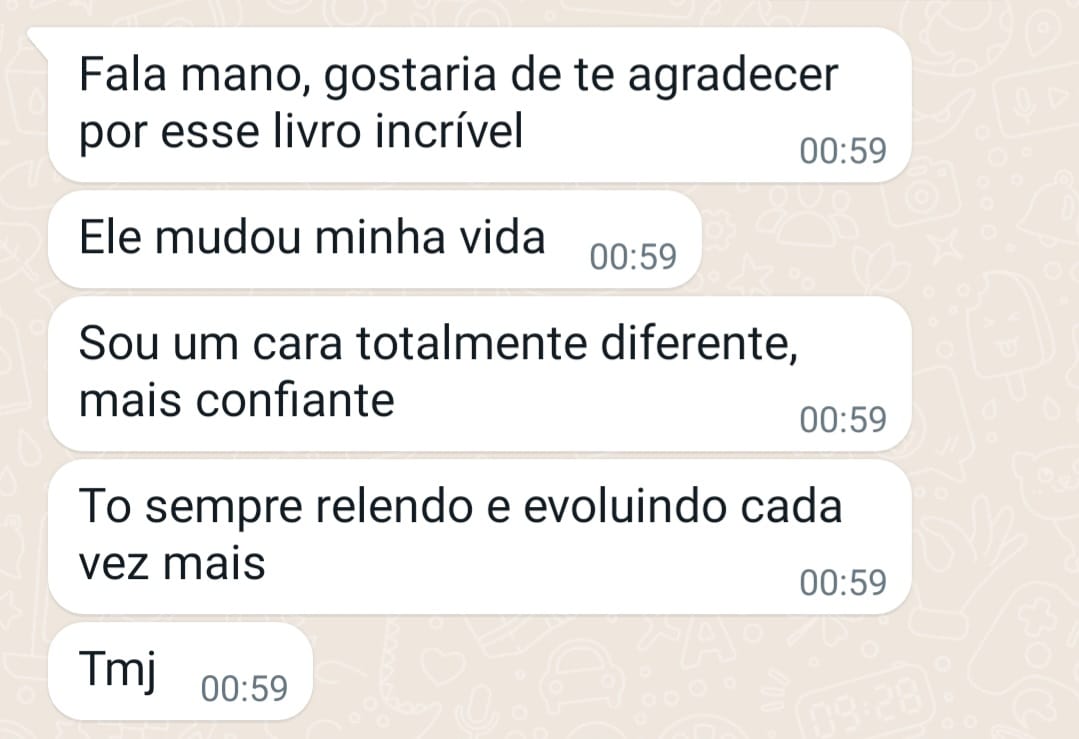 Fala mano, gostaria de te agradecer
por esse livro incrível
00:59
Ele mudou minha vida 00:59
Sou um cara totalmente diferente,
mais confiante
00:59
To sempre relendo e evoluindo cada
vez mais
00:59
Tmj 00:59
09:28